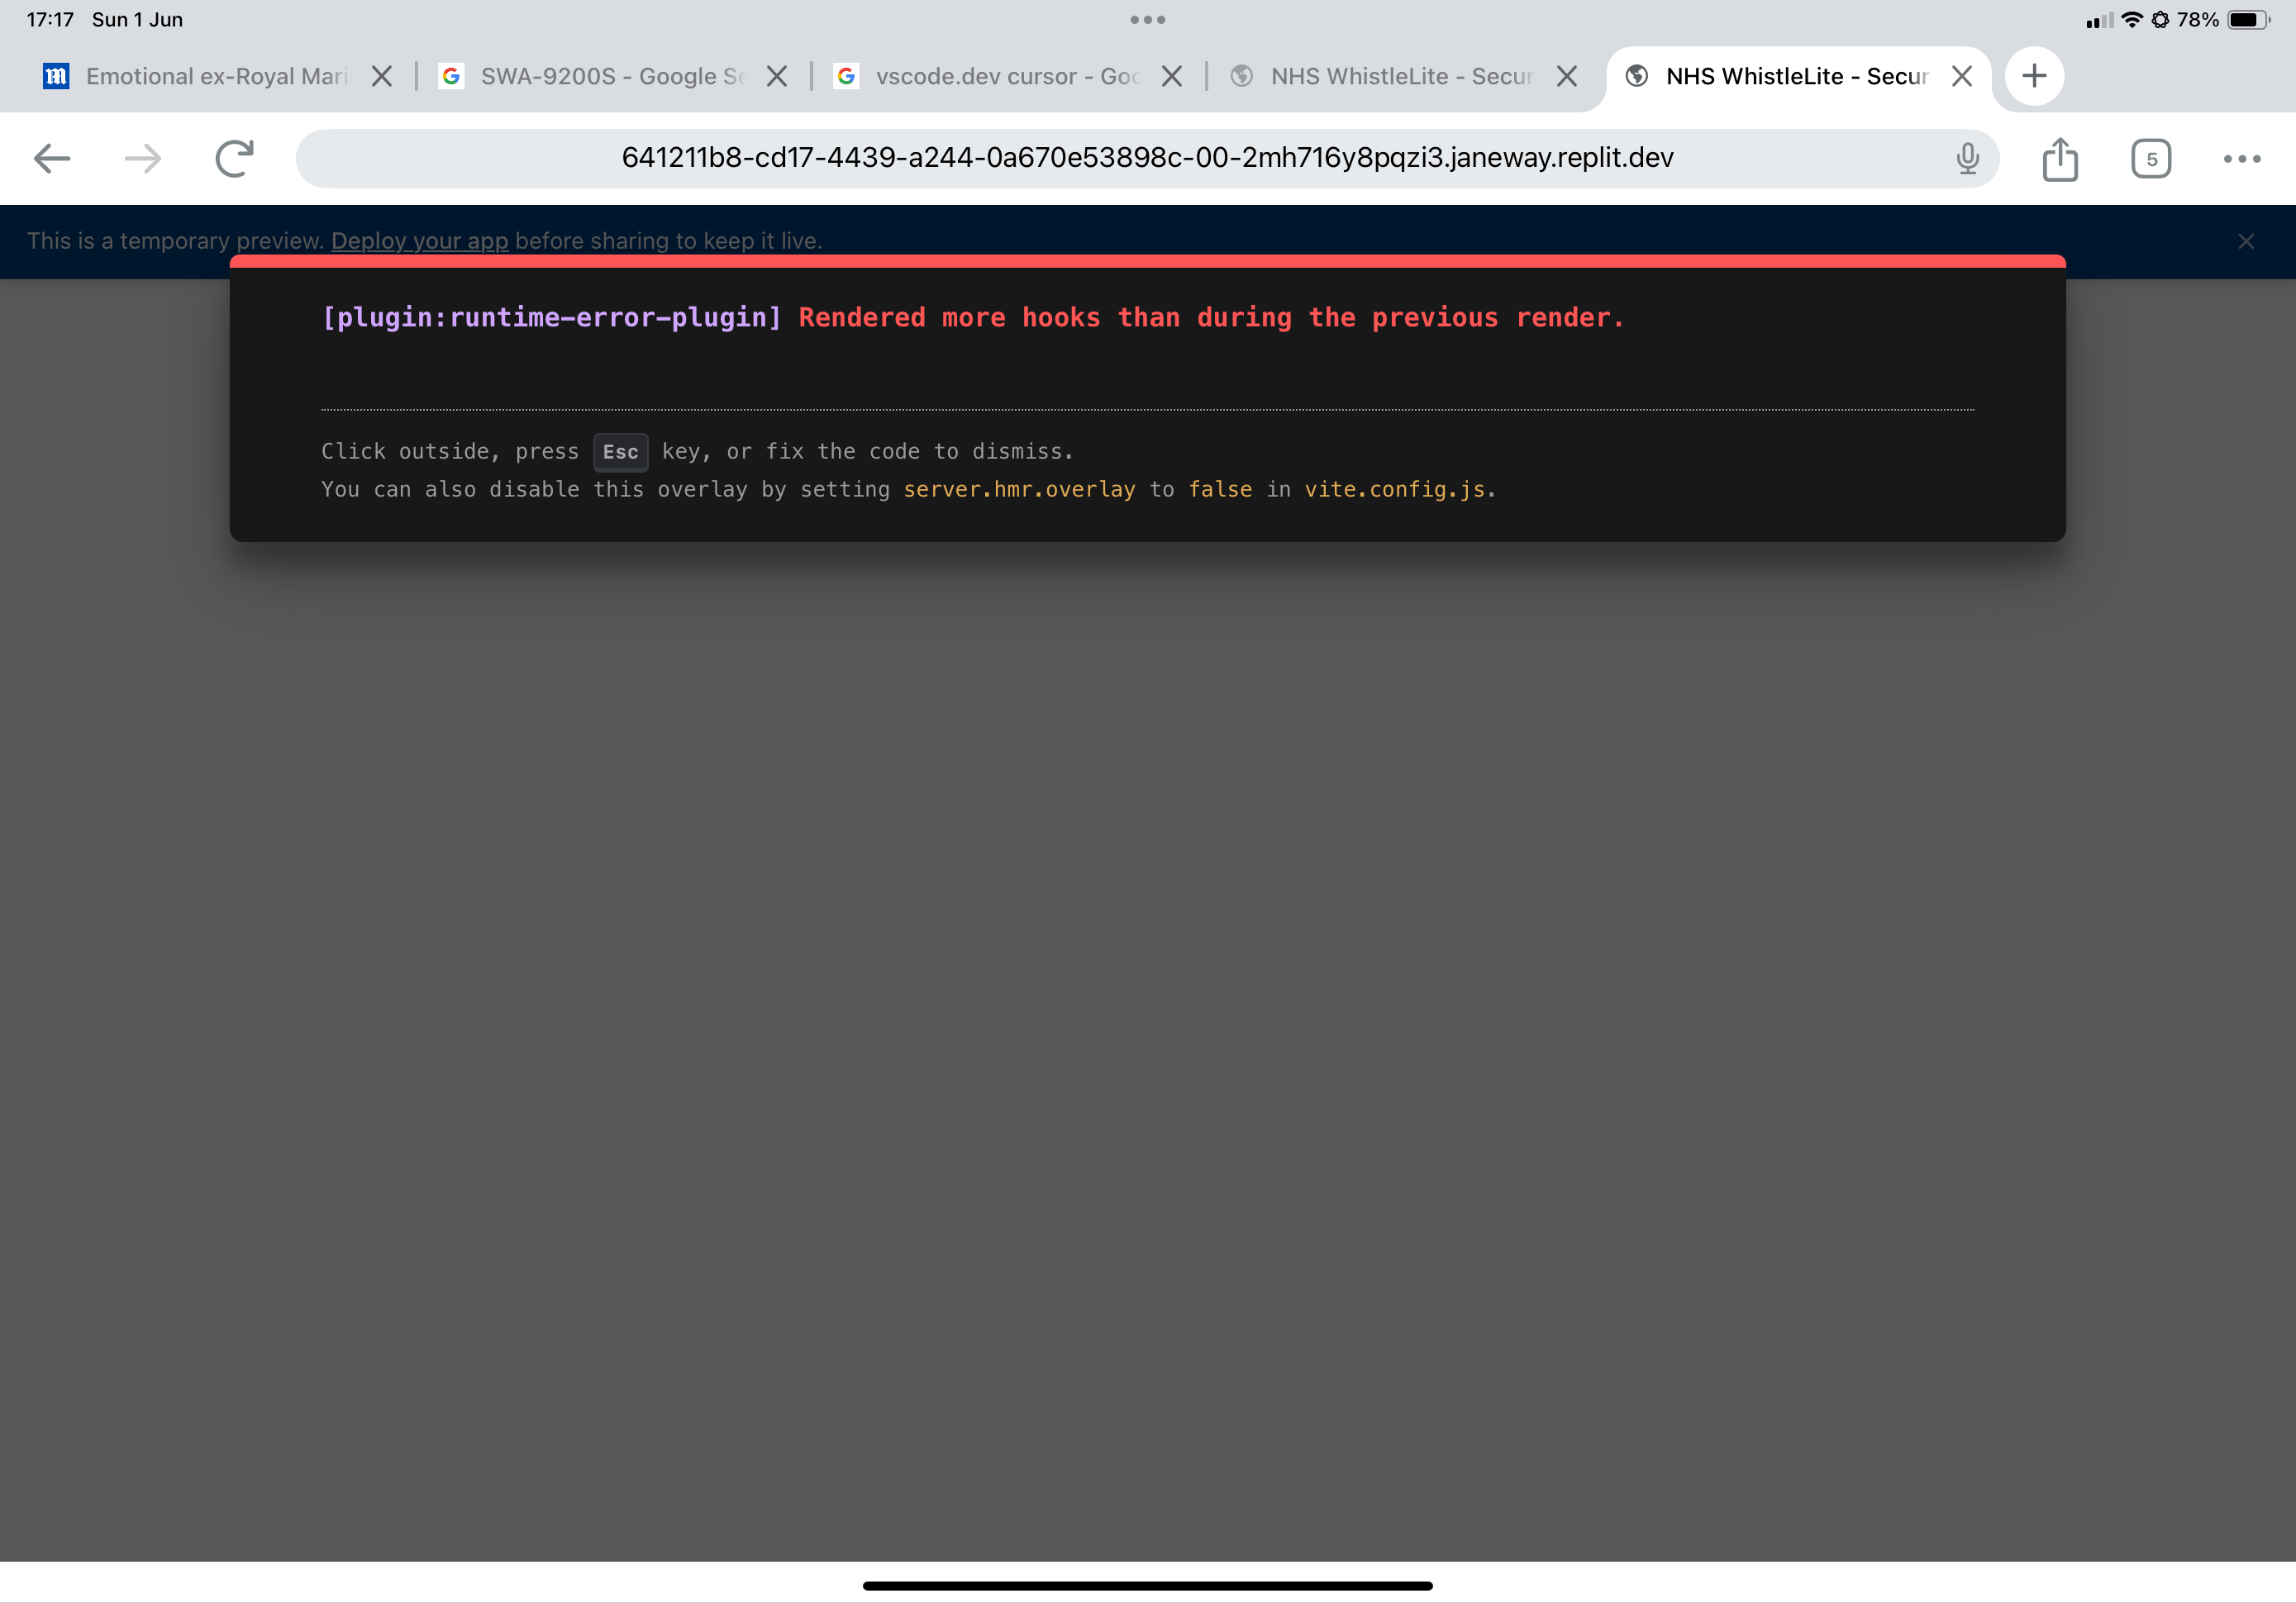 17:17 Sun 1 Jun
78%
Emotional ex-Royal Mari
SWA-9200S - Google Se
vscode.dev cursor - Goo
NHS WhistleLite - Secur
NHS WhistleLite - Secur
641211b8-cd17-4439-a244-0a670e53898c-00-2mh716y8pqzi3.janeway.replit.dev
5
This is a temporary preview. Deploy your app before sharing to keep it live.
[plugin:runtime-error-plugin] Rendered more hooks than during the previous render.
Click outside, press Esc key, or fix the code to dismiss.
You can also disable this overlay by setting server.hmr.overlay to false in vite.config.js.